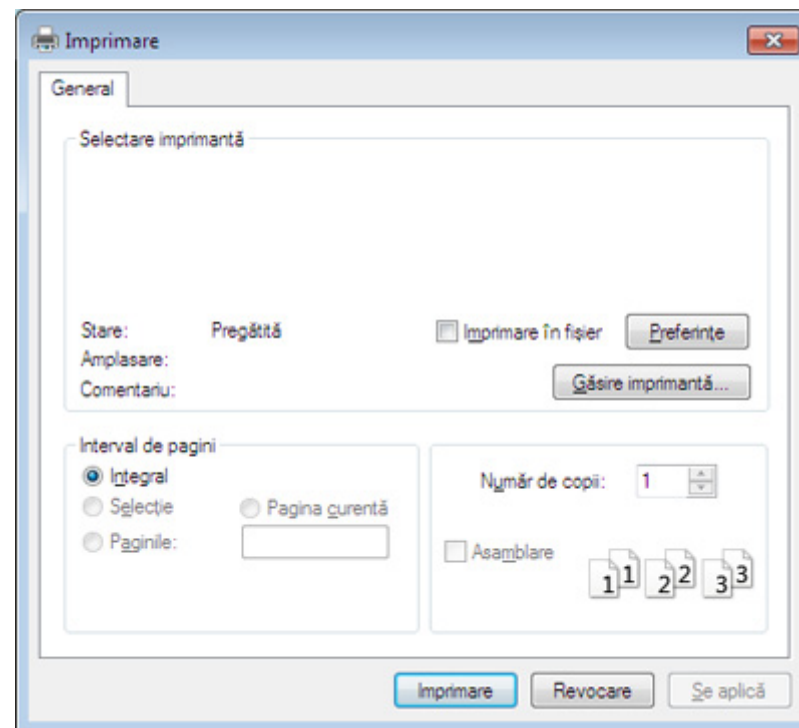 Imprimare
General
Selectare imprimantă
Stare: Pregătită
Imprimare în fișier
Preferințe
Amplasare:
Comentariu:
Găsire imprimantă...
Interval de pagini
Integral
Selecție
Pagina curentă
Paginile:
Număr de copii: 1
Asamblare
1 1 2 2 3 3
Imprimare
Revocare
Se aplică